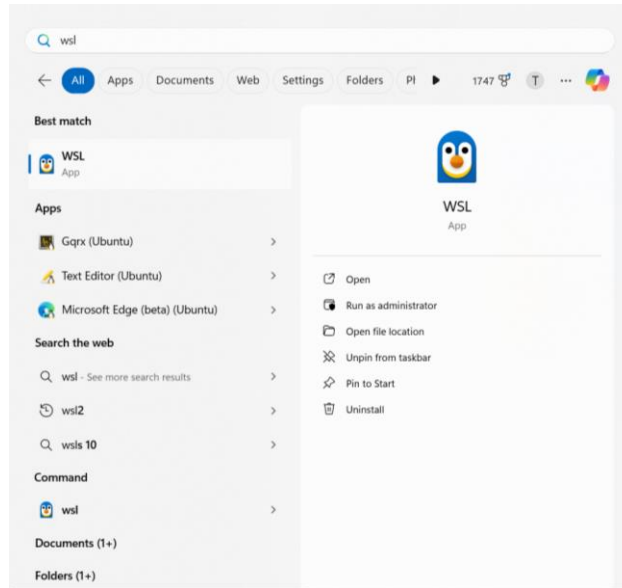 wsl
All Apps Documents Web Settings Folders Pl 1747 T ...
Best match
WSL
App
Apps
Gqrx (Ubuntu)
Text Editor (Ubuntu)
Microsoft Edge (beta) (Ubuntu)
Search the web
wsl - See more search results
wsl2
wsls 10
Command
wsl
Documents (1+)
Folders (1+)
WSL
App
Open
Run as administrator
Open file location
Unpin from taskbar
Pin to Start
Uninstall